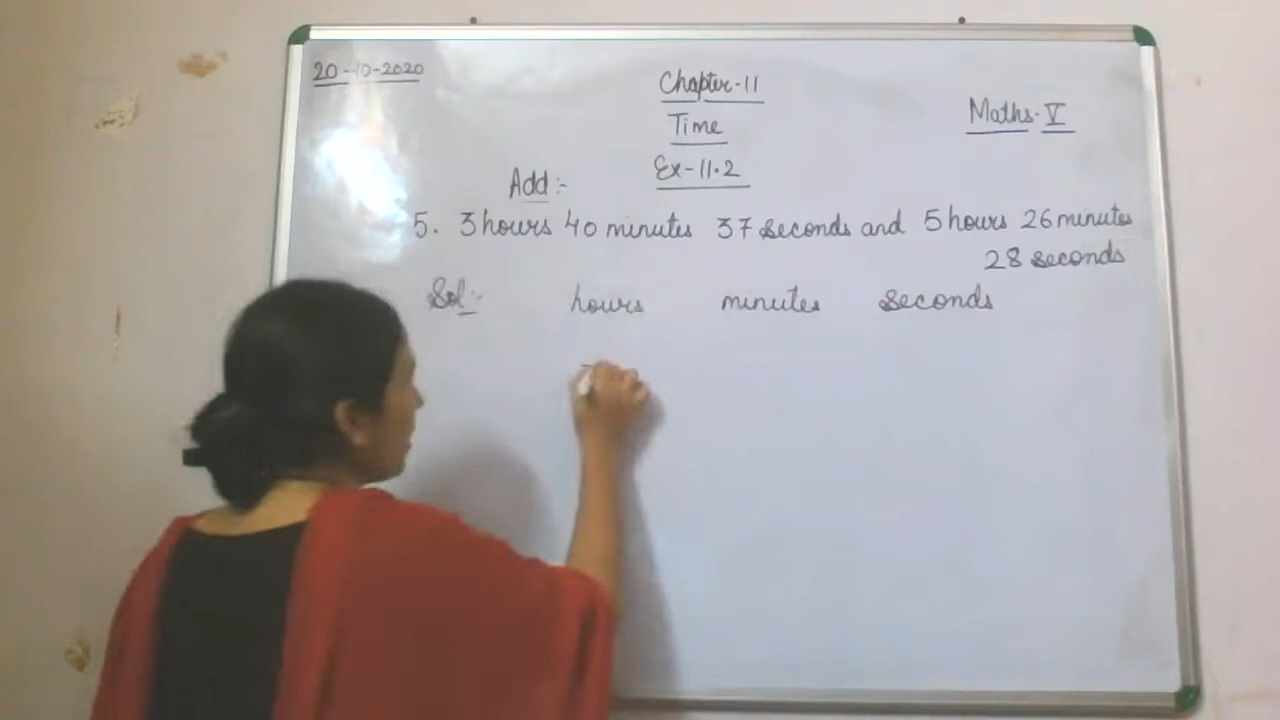 20-10-2020
Chapter-11
Maths-V
Time
Ex-11.2
Add:-
5. 3 hours 40 minutes 37 seconds and 5 hours 26 minutes
28 seconds
Sol:- hours minutes seconds